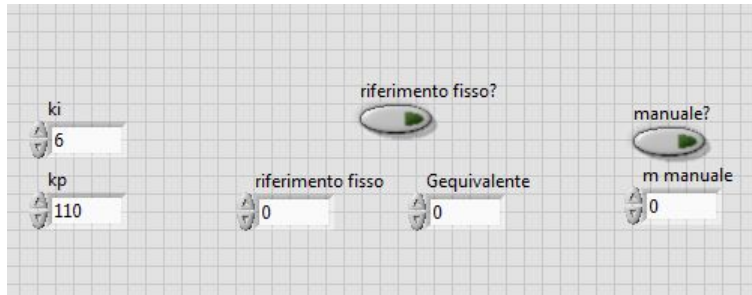 riferimento fisso?
ki
6
manuale?
kp
110
riferimento fisso
0
Gequivalente
0
m manuale
0